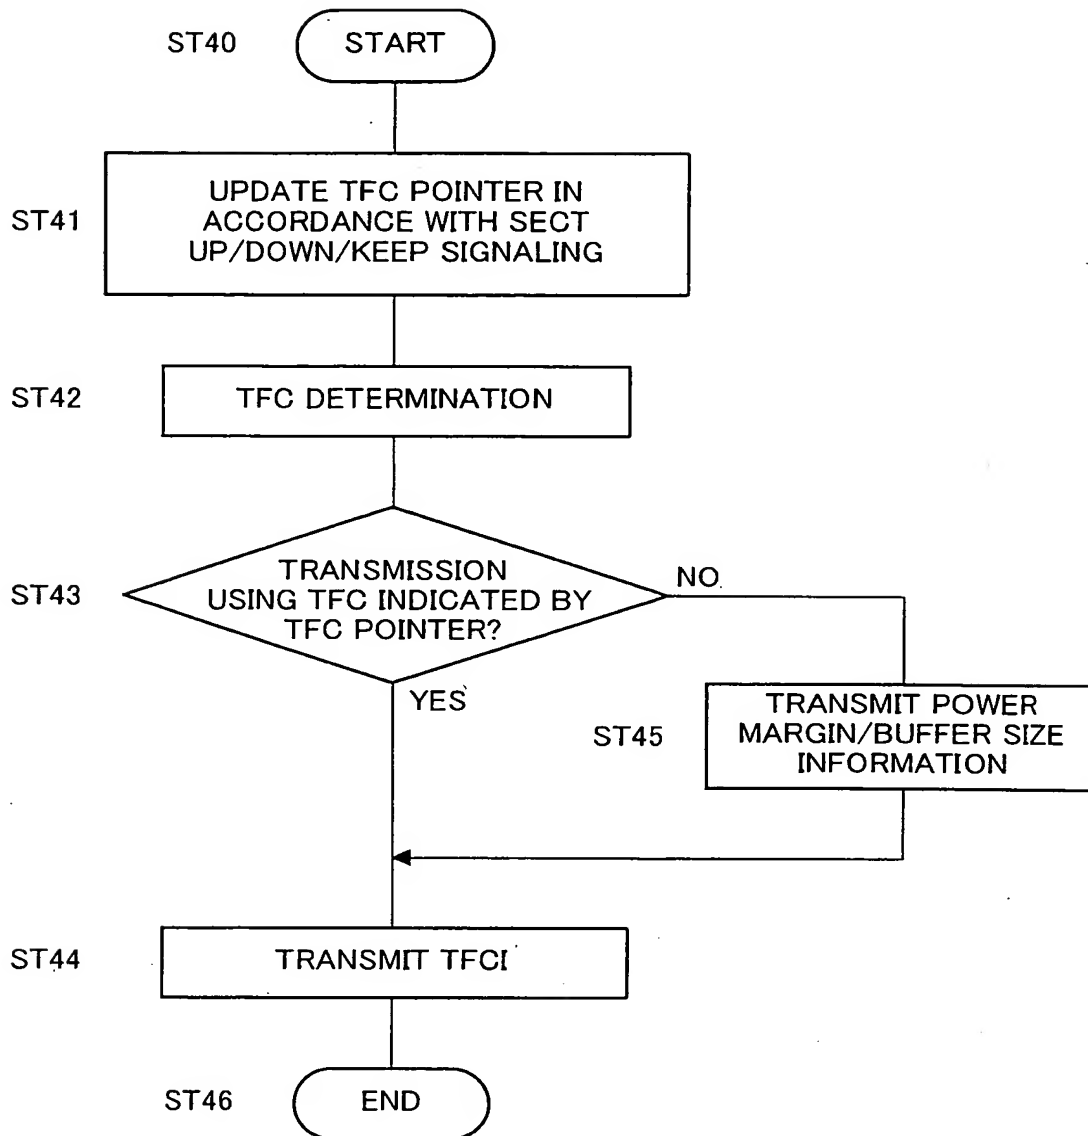 ST40
START
ST41
UPDATE TFC POINTER IN
ACCORDANCE WITH SECT
UP/DOWN/KEEP SIGNALING
ST42
TFC DETERMINATION
ST43
TRANSMISSION
USING TFC INDICATED BY
TFC POINTER?
NO
YES
ST45
TRANSMIT POWER
MARGIN/BUFFER SIZE
INFORMATION
ST44
TRANSMIT TFCI
ST46
END